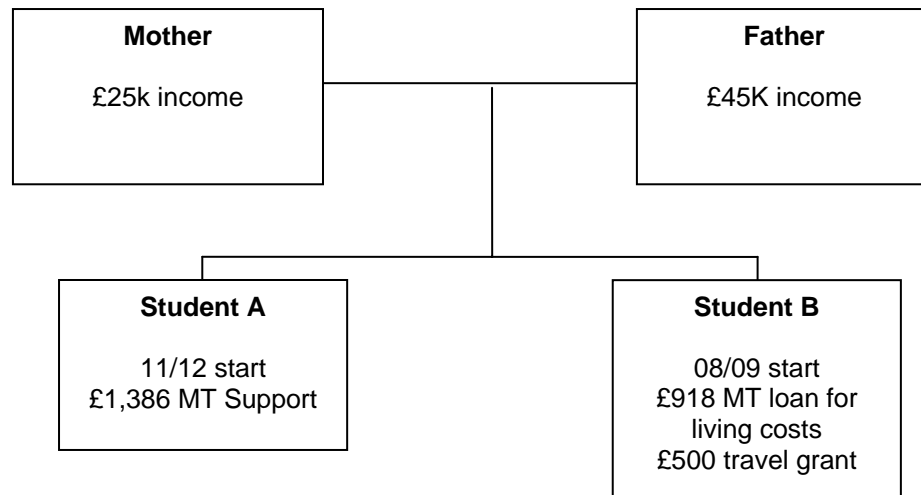 Mother
£25k income
Father
£45K income
Student A
11/12 start
£1,386 MT Support
Student B
08/09 start
£918 MT loan for
living costs
£500 travel grant